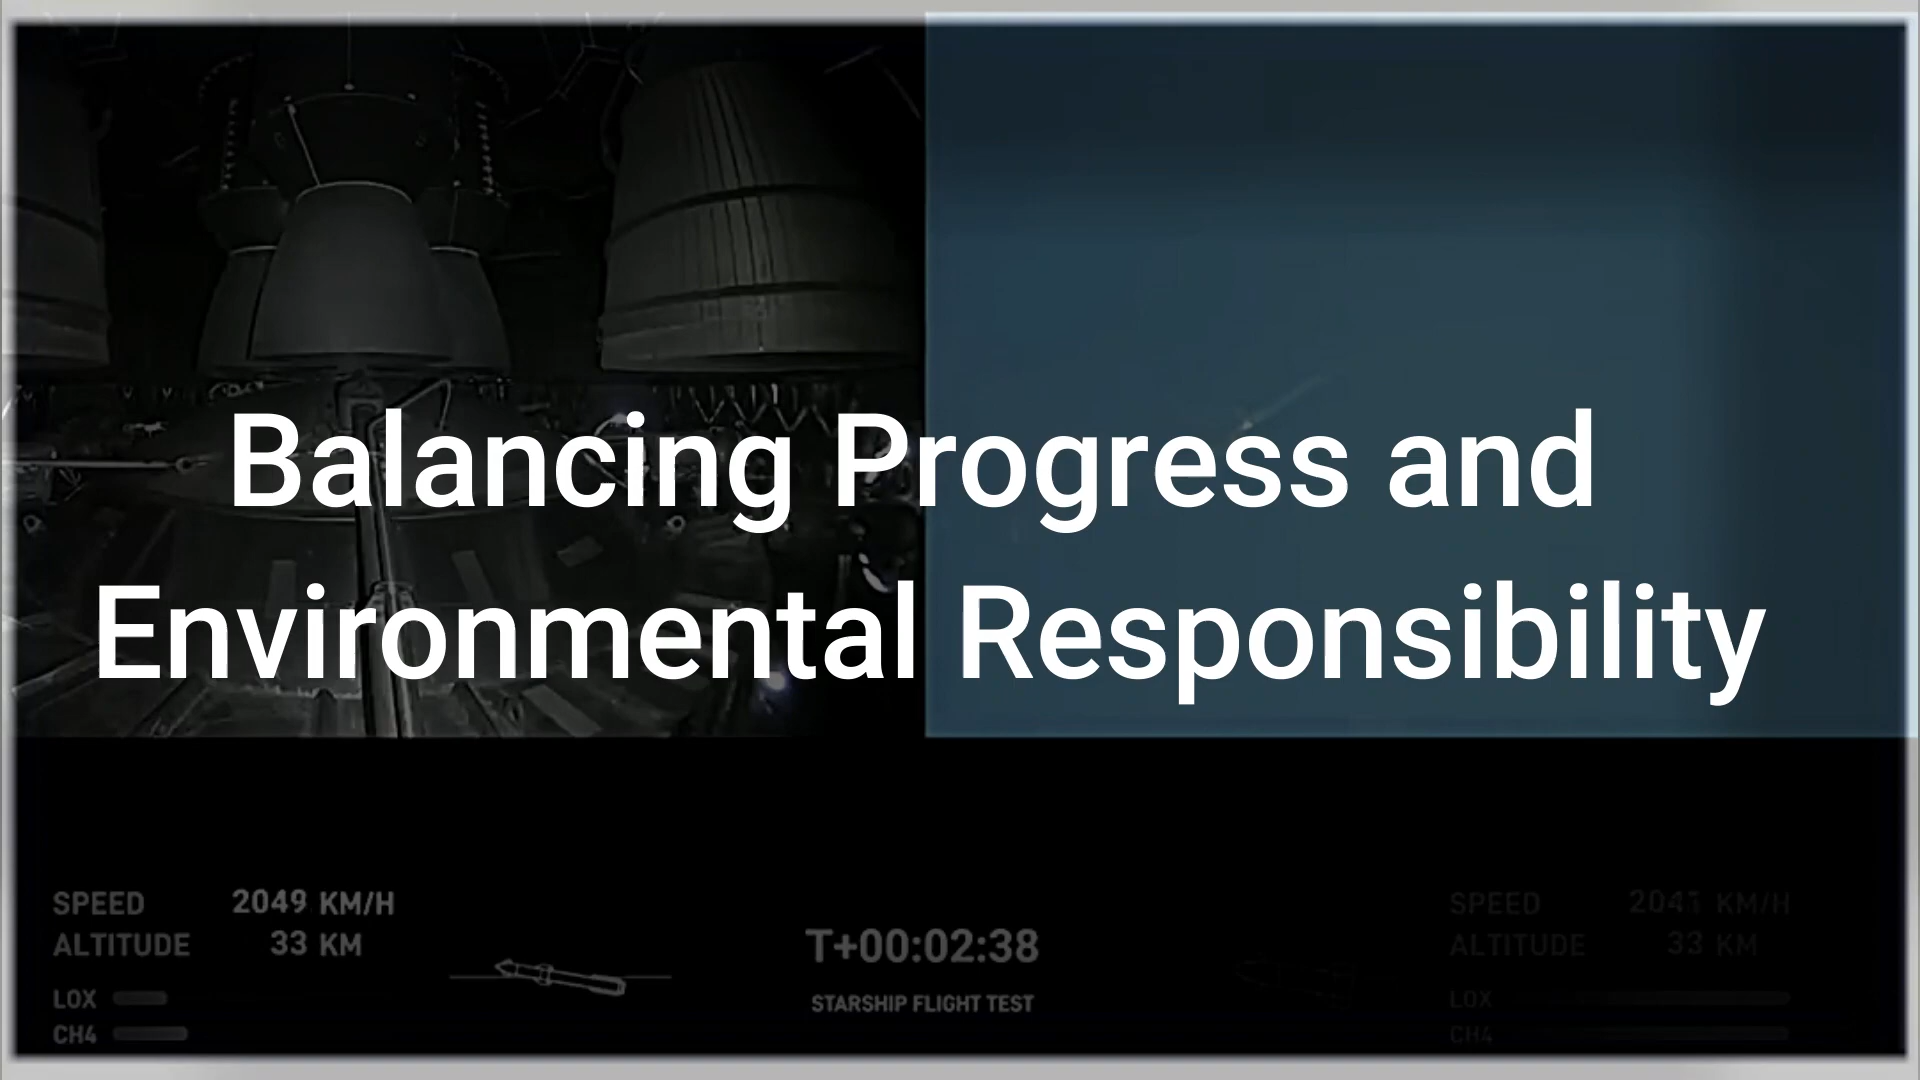 Balancing Progress and
Environmental Responsibility
SPEED 2049 KM/H
ALTITUDE 33 KM
LOX
CH4
T+00:02:38
STARSHIP FLIGHT TEST
SPEED KM/H
ALTITUDE 33 KM
LOX
CH4